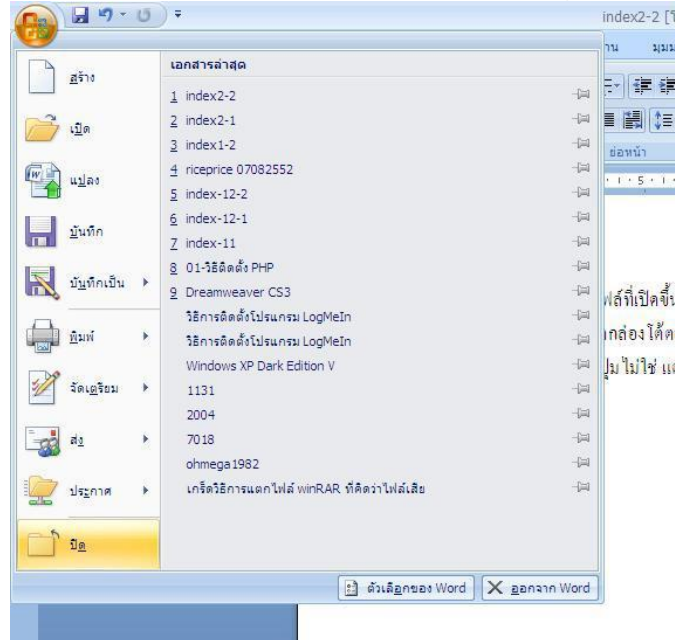 index2-2 [
าน มุมม
สร้าง
เปิด
แปลง
บันทึก
บันทึกเป็น
พิมพ์
จัดเตรียม
ส่ง
ประกาศ
ปิด
เอกสารล่าสุด
1 index2-2
2 index2-1
3 index1-2
4 riceprice 07082552
5 index-12-2
6 index-12-1
7 index-11
8 01-วิธีติดตั้ง PHP
9 Dreamweaver CS3
วิธีการติดตั้งโปรแกรม LogMeIn
วิธีการติดตั้งโปรแกรม LogMeIn
Windows XP Dark Edition V
1131
2004
7018
ohmega1982
เกร็ดวิธีการแตกไฟล์ winRAR ที่คิดว่าไฟล์เสีย
ย่อหน้า
5
ฟล์ที่เปิดขึ้น
กล่องโต้ต
ปุ่ม ไม่ใช่ แต
ตัวเลือกของ Word
ออกจาก Word